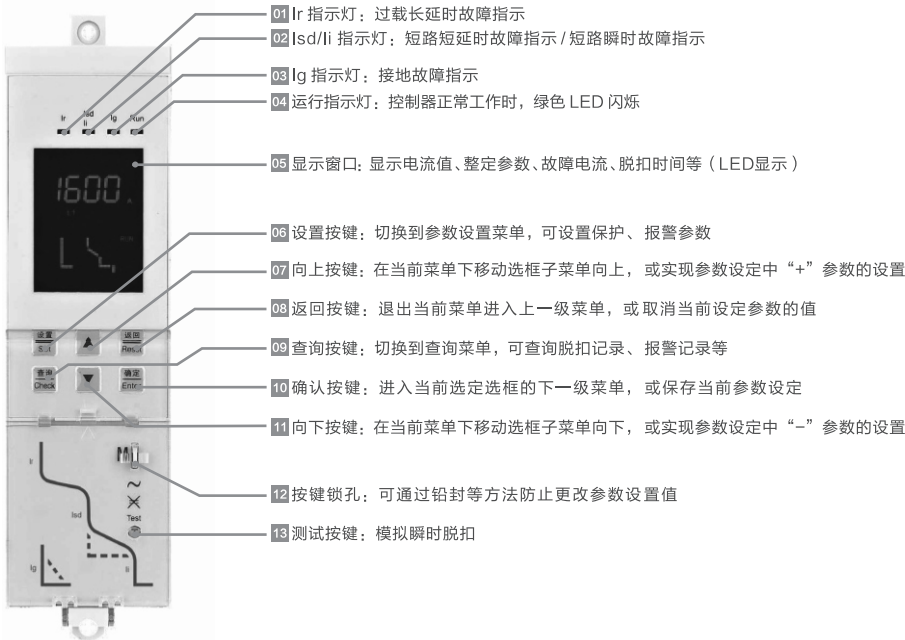 01 Ir 指示灯：过载长延时故障指示
02 Isd/Ii 指示灯：短路短延时故障指示 / 短路瞬时故障指示
03 Ig 指示灯：接地故障指示
04 运行指示灯：控制器正常工作时，绿色 LED 闪烁
Ir Isd Ig Run
Ii
05 显示窗口：显示电流值、整定参数、故障电流、脱扣时间等（LED显示）
1600
06 设置按键：切换到参数设置菜单，可设置保护、报警参数
07 向上按键：在当前菜单下移动选框子菜单向上，或实现参数设定中“+”参数的设置
08 返回按键：退出当前菜单进入上一级菜单，或取消当前设定参数的值
设置 返回
Set Reset
09 查询按键：切换到查询菜单，可查询脱扣记录、报警记录等
查询 确定
Check Enter
10 确认按键：进入当前选定选框的下一级菜单，或保存当前参数设定
11 向下按键：在当前菜单下移动选框子菜单向下，或实现参数设定中“–”参数的设置
Ir
12 按键锁孔：可通过铅封等方法防止更改参数设置值
Isd
Test
13 测试按键：模拟瞬时脱扣
Ig
Ii